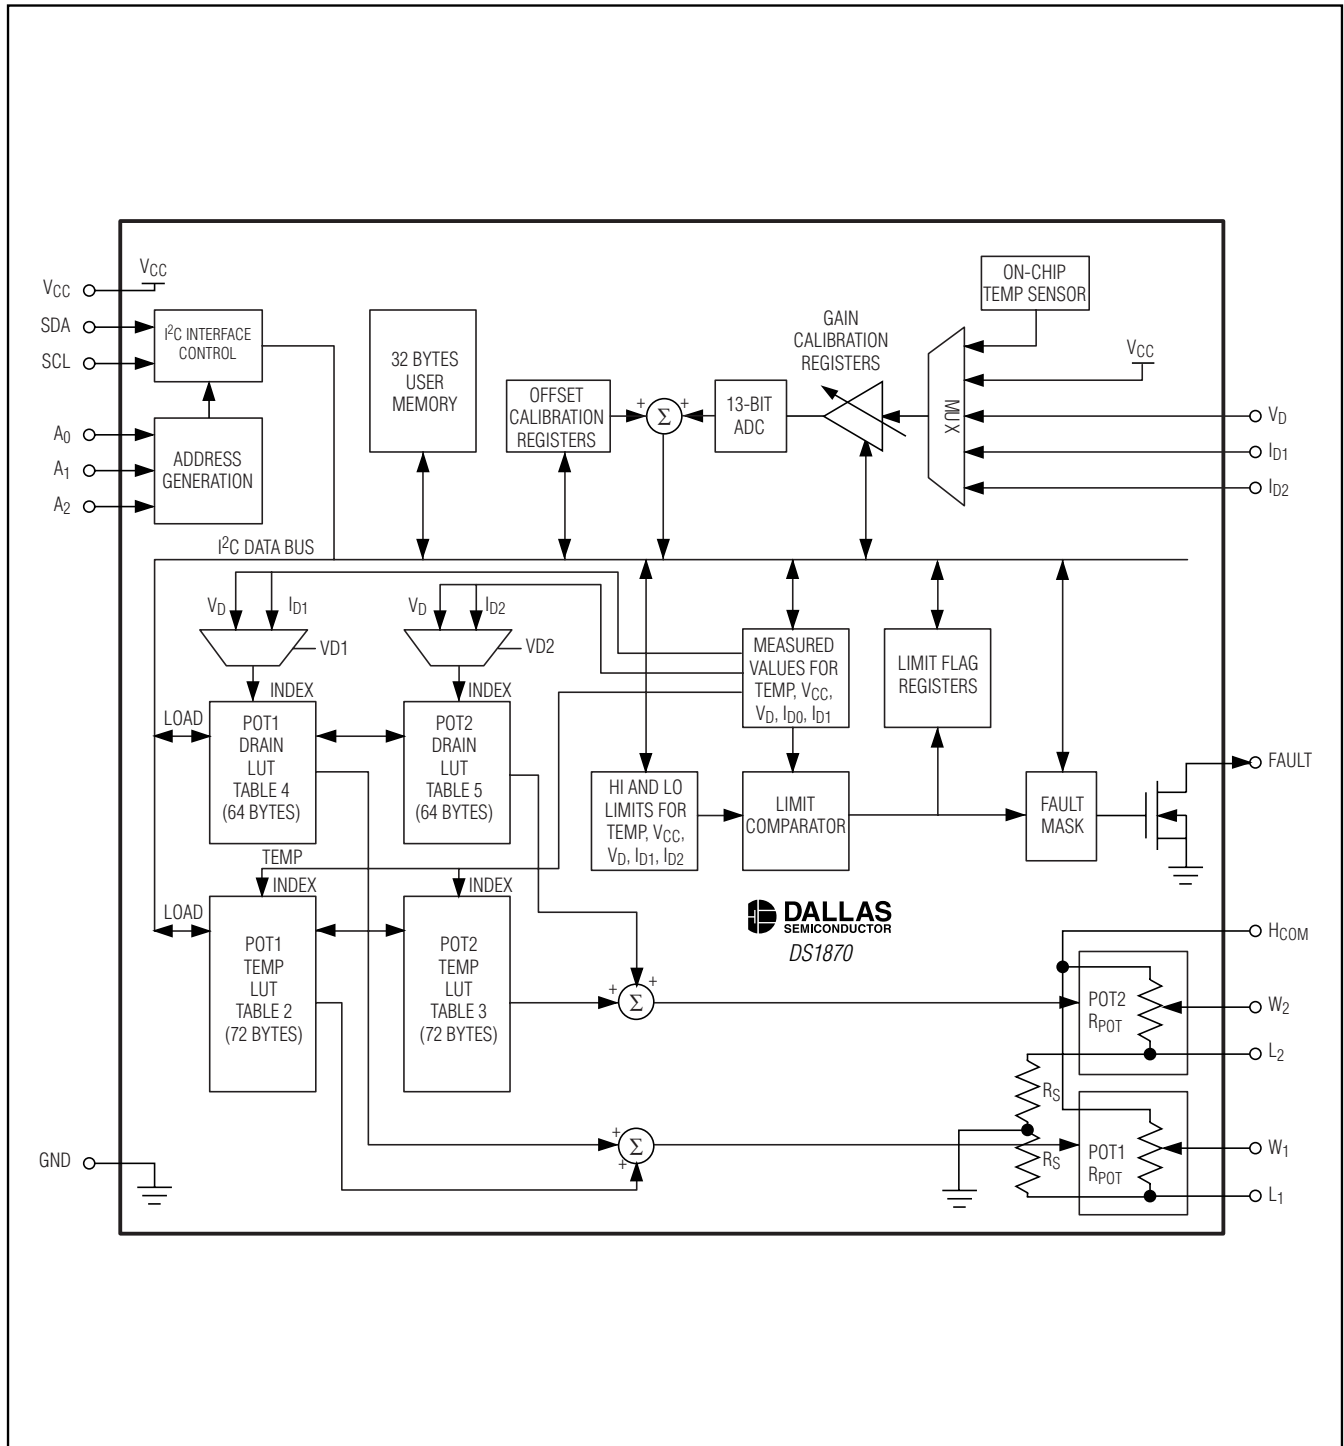 VCC
VCC
SDA
SCL
I2C INTERFACE
CONTROL
A0
A1
A2
ADDRESS
GENERATION
32 BYTES
USER
MEMORY
OFFSET
CALIBRATION
REGISTERS
+
Σ
+
13-BIT
ADC
GAIN
CALIBRATION
REGISTERS
MUX
ON-CHIP
TEMP SENSOR
VCC
VD
ID1
ID2
I2C DATA BUS
VD
ID1
VD1
VD
ID2
VD2
INDEX
INDEX
LOAD
POT1
DRAIN
LUT
TABLE 4
(64 BYTES)
POT2
DRAIN
LUT
TABLE 5
(64 BYTES)
MEASURED
VALUES FOR
TEMP, VCC,
VD, ID0, ID1
LIMIT FLAG
REGISTERS
HI AND LO
LIMITS FOR
TEMP, VCC,
VD, ID1, ID2
LIMIT
COMPARATOR
FAULT
MASK
FAULT
TEMP
INDEX
INDEX
LOAD
POT1
TEMP
LUT
TABLE 2
(72 BYTES)
POT2
TEMP
LUT
TABLE 3
(72 BYTES)
DALLAS
SEMICONDUCTOR
DS1870
+
+
Σ
HCOM
POT2
RPOT
W2
L2
RS
+
+
Σ
RS
POT1
RPOT
W1
L1
GND